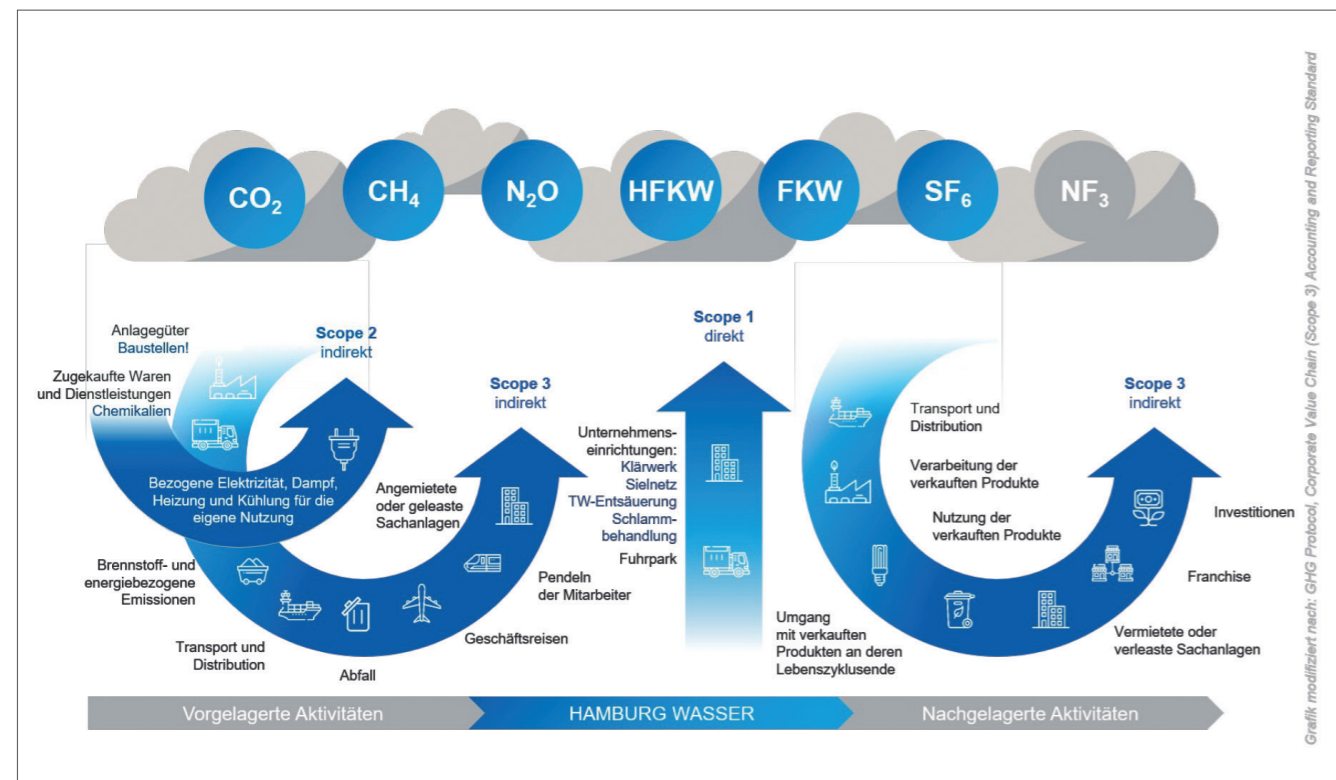 CO₂
CH₄
N₂O
HFKW
FKW
SF₆
NF₃
Anlagegüter
Baustellen!
Zugekaufte Waren
und Dienstleistungen
Chemikalien
Scope 2
indirekt
Bezogene Elektrizität, Dampf,
Heizung und Kühlung für die
eigene Nutzung
Scope 3
indirekt
Angemietete
oder geleaste
Sachanlagen
Brennstoff- und
energiebezogene
Emissionen
Transport und
Distribution
Abfall
Geschäftsreisen
Pendeln
der Mitarbeiter
Scope 1
direkt
Unternehmens-
einrichtungen:
Klärwerk
Sielnetz
TW-Entsäuerung
Schlamm-
behandlung
Fuhrpark
Transport und
Distribution
Verarbeitung der
verkauften Produkte
Nutzung der
verkauften Produkte
Umgang
mit verkauften
Produkten an deren
Lebenszyklusende
Scope 3
indirekt
Investitionen
Franchise
Vermietete oder
verleaste Sachanlagen
Vorgelagerte Aktivitäten
HAMBURG WASSER
Nachgelagerte Aktivitäten
Grafik modifiziert nach: GHG Protocol, Corporate Value Chain (Scope 3) Accounting and Reporting Standard